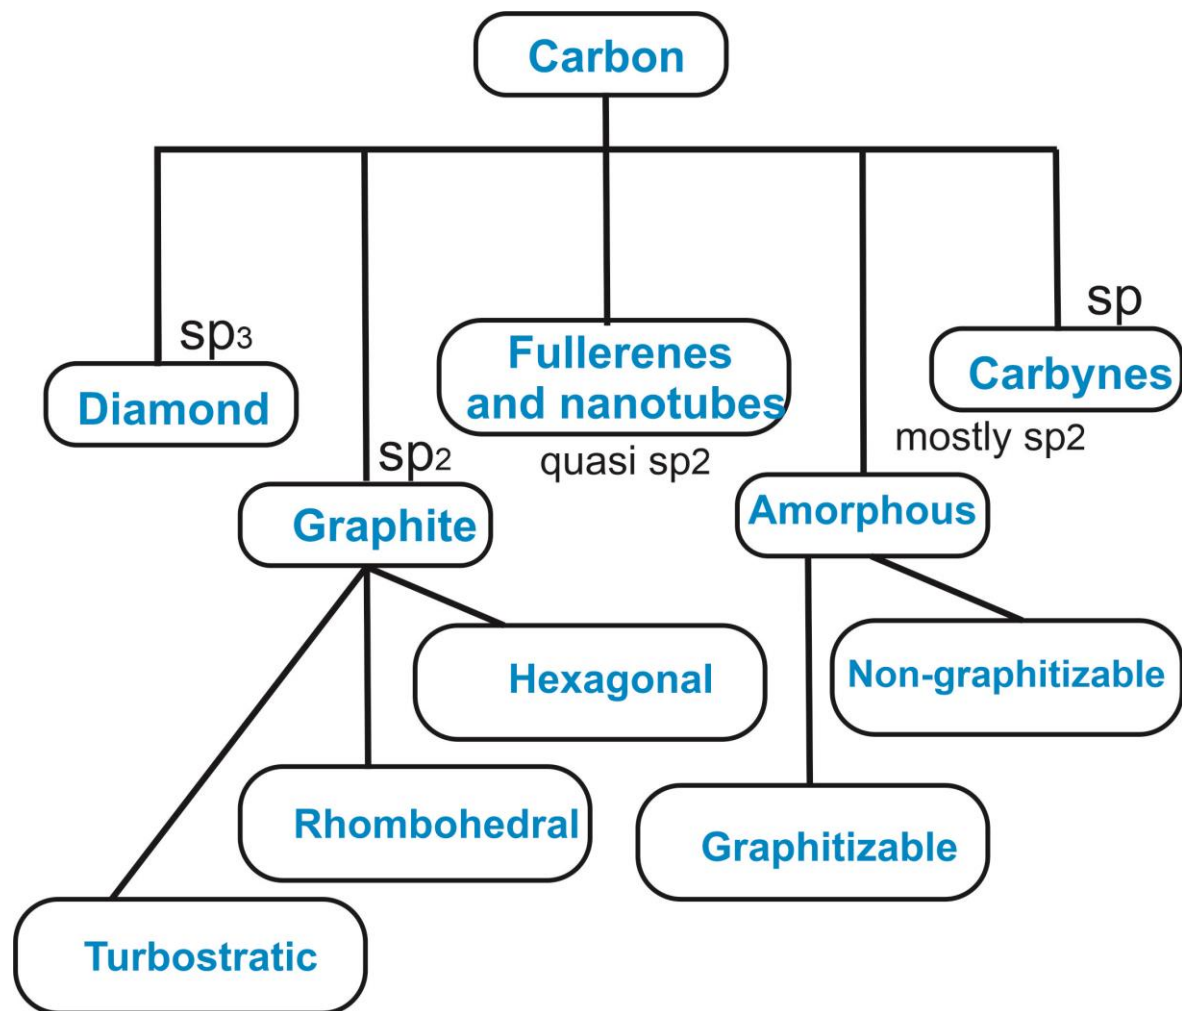 Carbon
sp3
Diamond
sp2
Graphite
Fullerenes
and nanotubes
quasi sp2
sp
Carbynes
mostly sp2
Amorphous
Hexagonal
Non-graphitizable
Rhombohedral
Graphitizable
Turbostratic